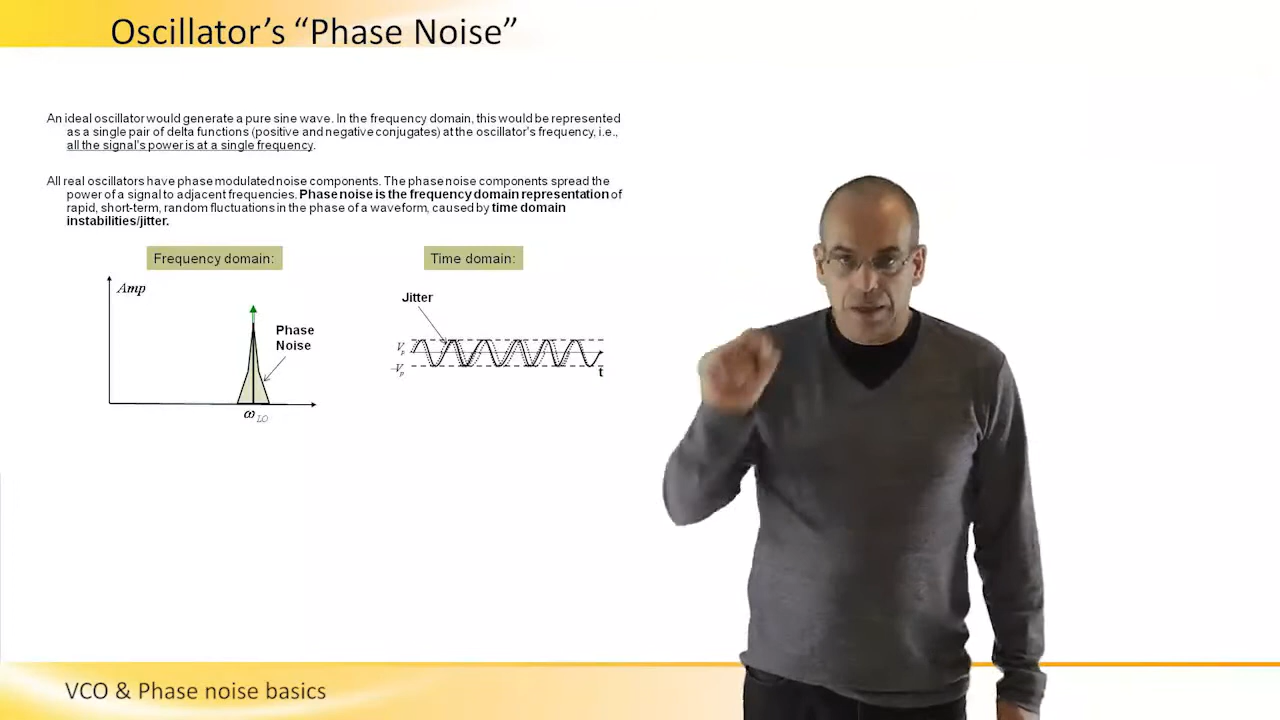 Oscillator's “Phase Noise”
An ideal oscillator would generate a pure sine wave. In the frequency domain, this would be represented
as a single pair of delta functions (positive and negative conjugates) at the oscillator's frequency, i.e.,
all the signal's power is at a single frequency.
All real oscillators have phase modulated noise components. The phase noise components spread the
power of a signal to adjacent frequencies. Phase noise is the frequency domain representation of
rapid, short-term, random fluctuations in the phase of a waveform, caused by time domain
instabilities/jitter.
Frequency domain:
Time domain:
Amp
Phase
Noise
ω LO
Jitter
Vp
-Vp
t
VCO & Phase noise basics